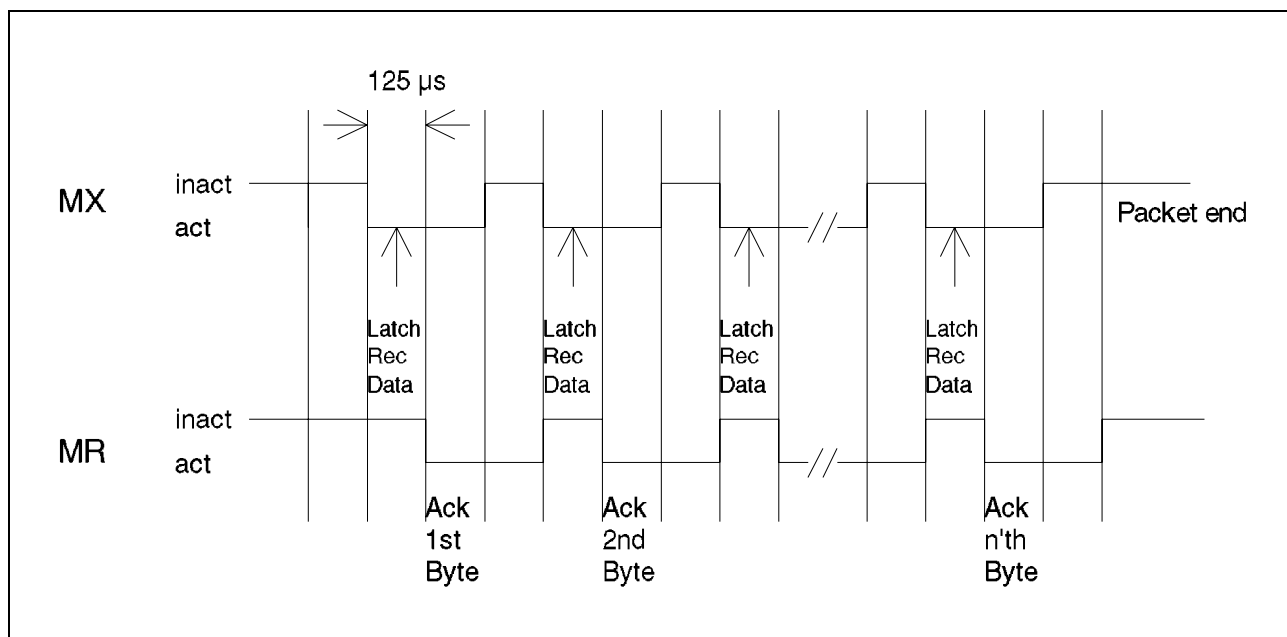 125 µs
MX
inact
act
Packet end
Latch
Rec
Data
Latch
Rec
Data
Latch
Rec
Data
Latch
Rec
Data
MR
inact
act
Ack
1st
Byte
Ack
2nd
Byte
Ack
n'th
Byte